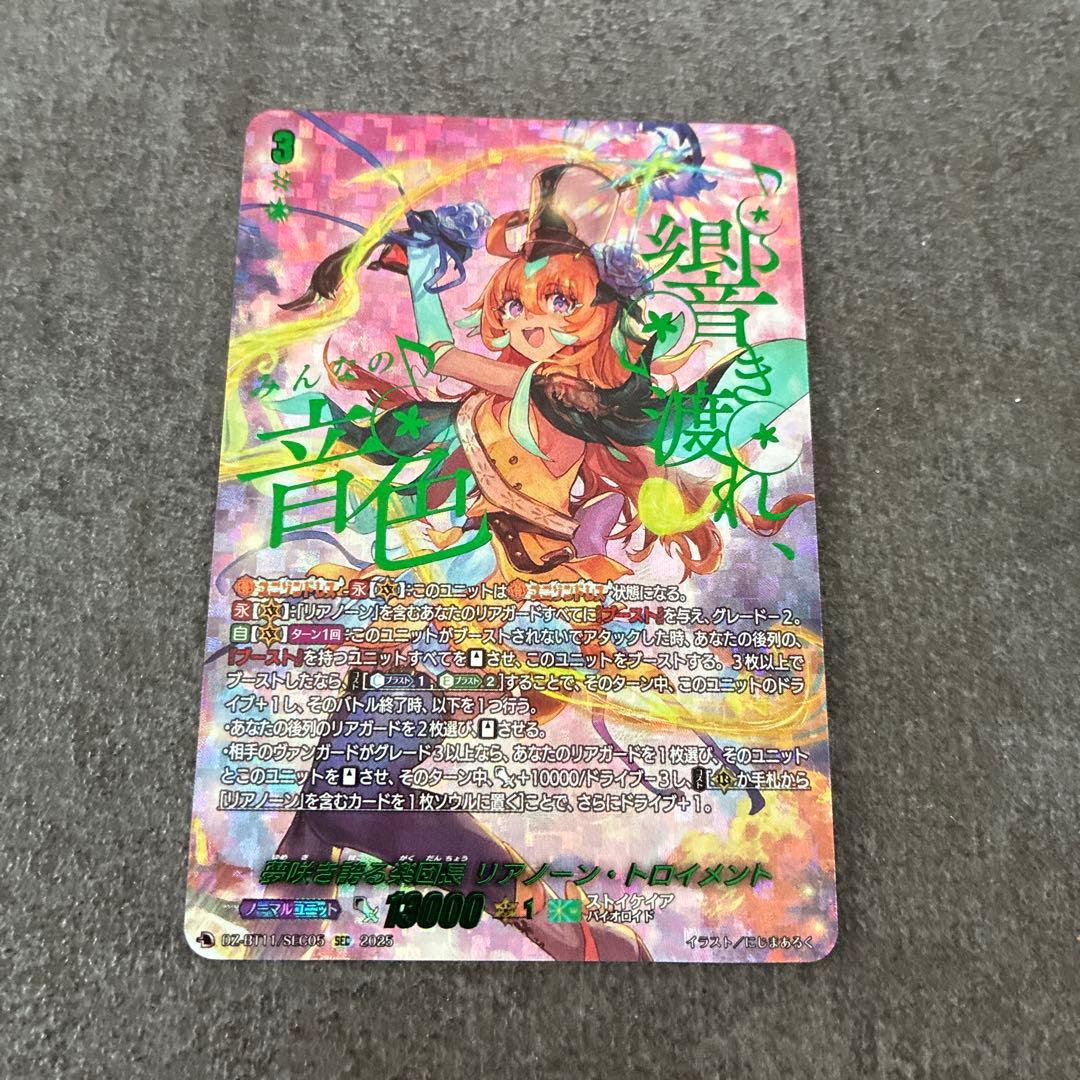 3
響き渡れ、
みんなの
音色
永【】:このユニットは 状態になる。
永【】:「リアノーン」を含むあなたのリアガードすべてに『ブースト』を与え、グレード－2。
自【】ターン1回:このユニットがブーストされないでアタックした時、あなたの後列の、
『ブースト』を持つユニットすべてを させ、このユニットをブーストする。3枚以上で
ブーストしたなら、コスト[ブラスト1、ブラスト2]することで、そのターン中、このユニットのドラ
イブ+1し、そのバトル終了時、以下を1つ行う。
・あなたの後列のリアガードを2枚選び、させる。
・相手のヴァンガードがグレード3以上なら、あなたのリアガードを1枚選び、そのユニット
とこのユニットを させ、そのターン中、+10000/ドライブ－3し、コスト[か手札から
「リアノーン」を含むカードを1枚ソウルに置く]ことで、さらにドライブ+1。
夢咲き誇る楽団長 リアノーン・トロイメント
ノーマルユニット 13000 1 ストイケイア
バイオロイド
DZ-BT11/SEC05 SEC 2025 イラスト／にじまあるく